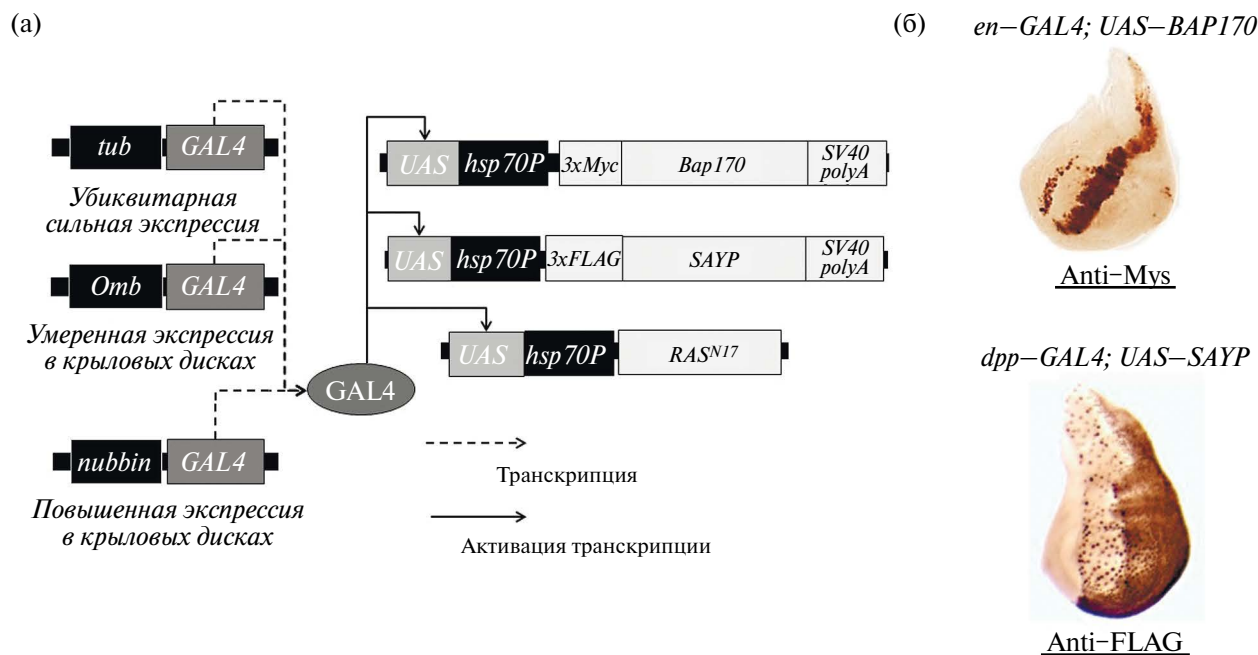 (а)
tub GAL4
Убиквитарная
сильная экспрессия
Omb GAL4
Умеренная экспрессия
в крыловых дисках
nubbin GAL4
Повышенная экспрессия
в крыловых дисках
GAL4
UAS hsp70P 3xMyc Bap170 SV40
polyA
UAS hsp70P 3xFLAG SAYP SV40
polyA
UAS hsp70P RAS^N17
Транскрипция
Активация транскрипции
(б)
en–GAL4; UAS–BAP170
Anti–Mys
dpp–GAL4; UAS–SAYP
Anti–FLAG